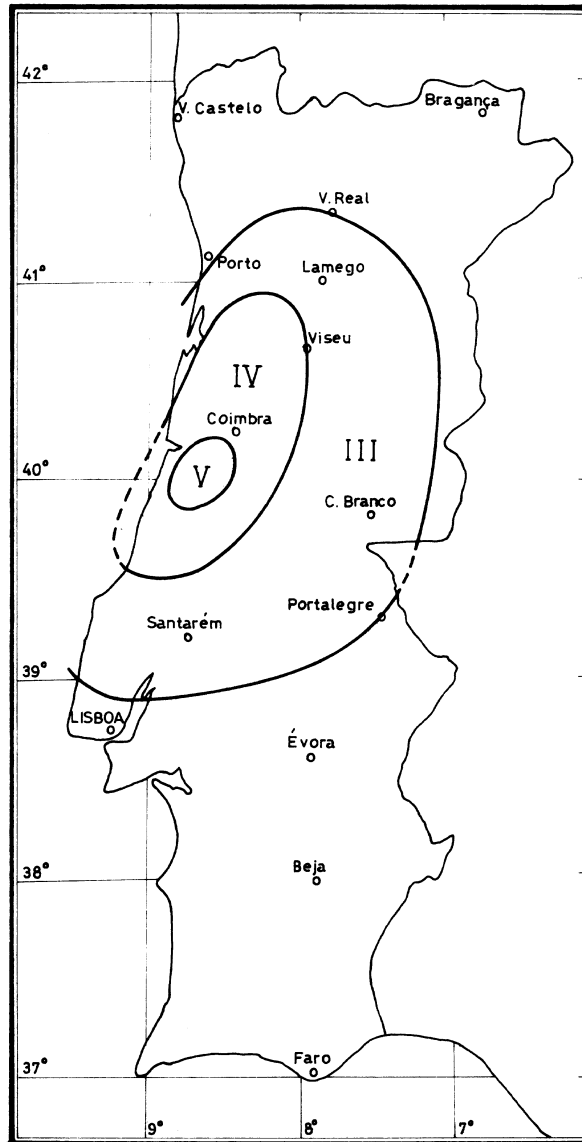 42°
V. Castelo
Bragança
V. Real
Porto
41°
Lamego
Viseu
IV
Coimbra
III
40°
V
C. Branco
Portalegre
Santarém
39°
LISBOA
Évora
38°
Beja
37°
Faro
9°
8°
7°